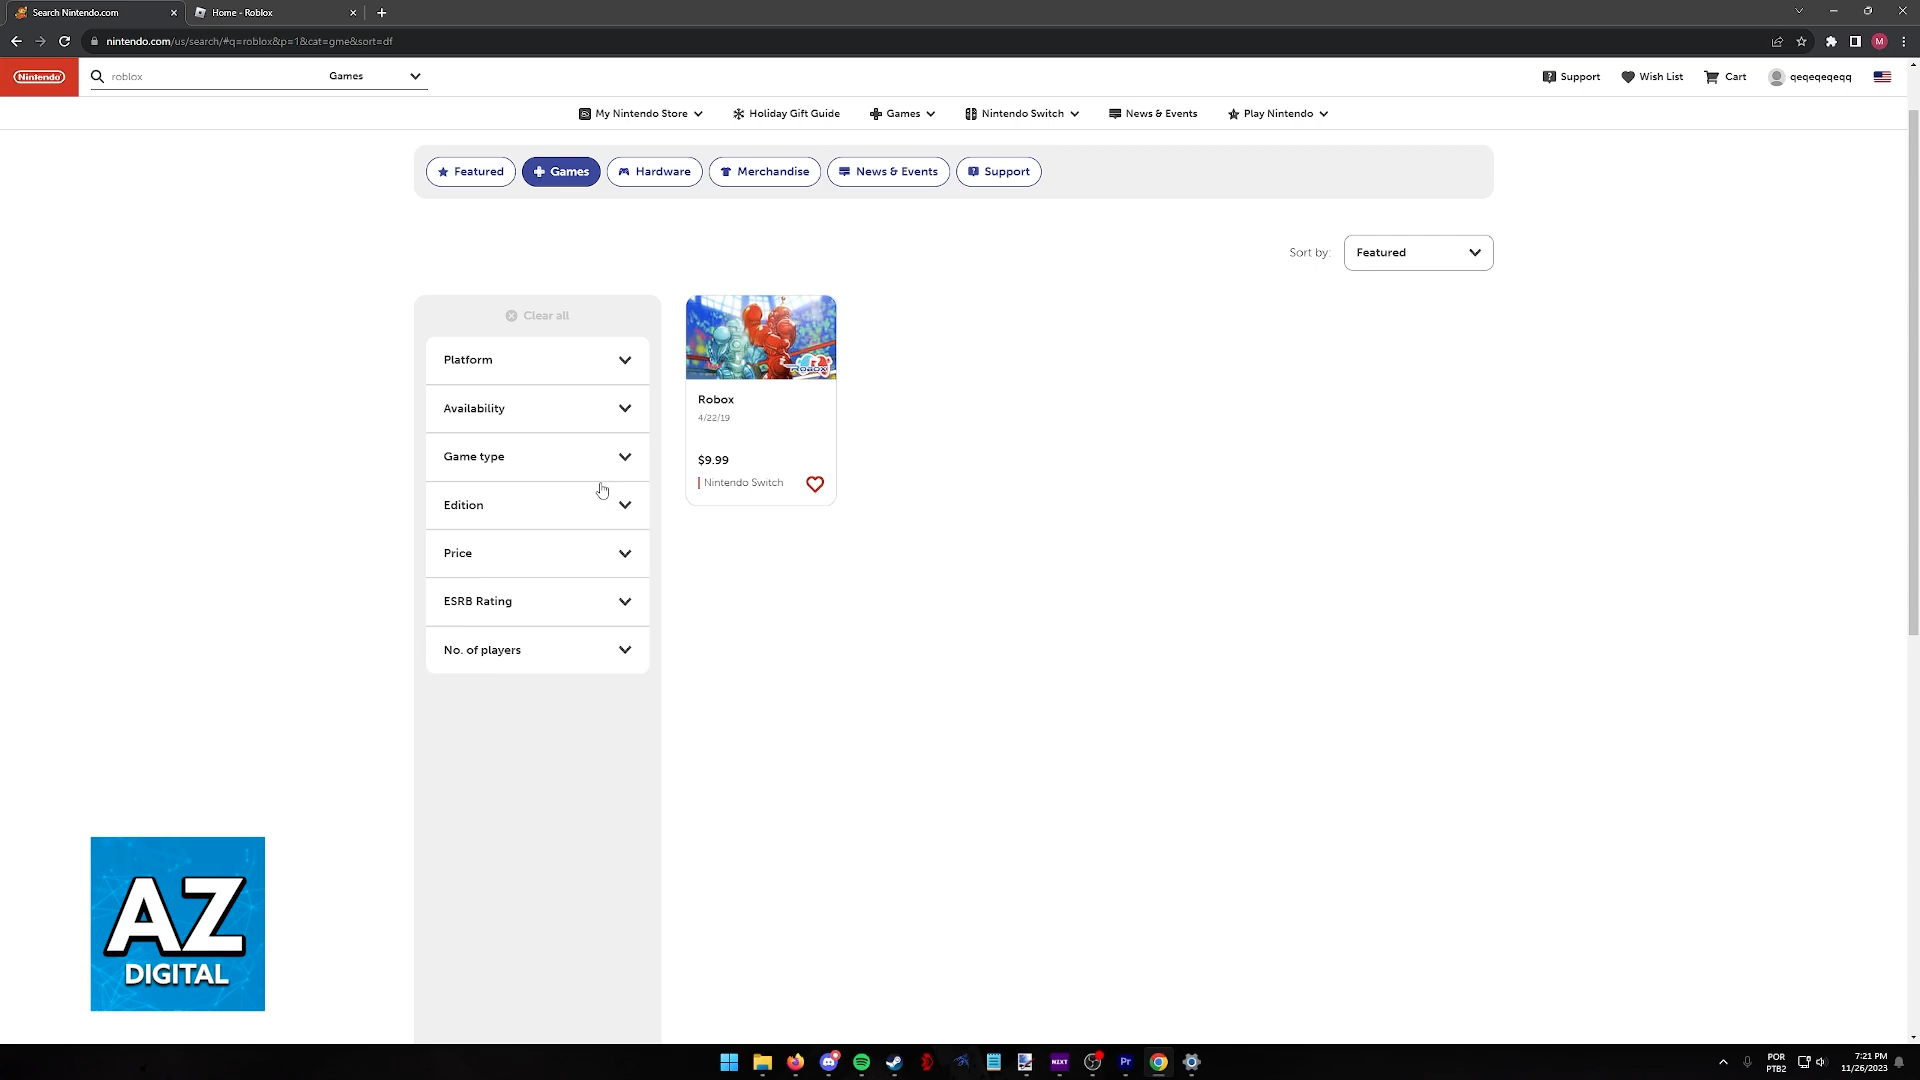 Search Nintendo.com
Home - Roblox
nintendo.com/us/search/#q=roblox&p=1&cat=gme&sort=df
M
Nintendo
roblox
Games
Support
Wish List
Cart
qeqeqeqeqq
My Nintendo Store
Holiday Gift Guide
Games
Nintendo Switch
News & Events
Play Nintendo
Featured
Games
Hardware
Merchandise
News & Events
Support
Sort by:
Featured
Clear all
Platform
Availability
Game type
Edition
Price
ESRB Rating
No. of players
ROBOX
Robox
4/22/19
$9.99
Nintendo Switch
AZ
DIGITAL
NZXT
Pr
POR
PTB2
7:21 PM
11/26/2023